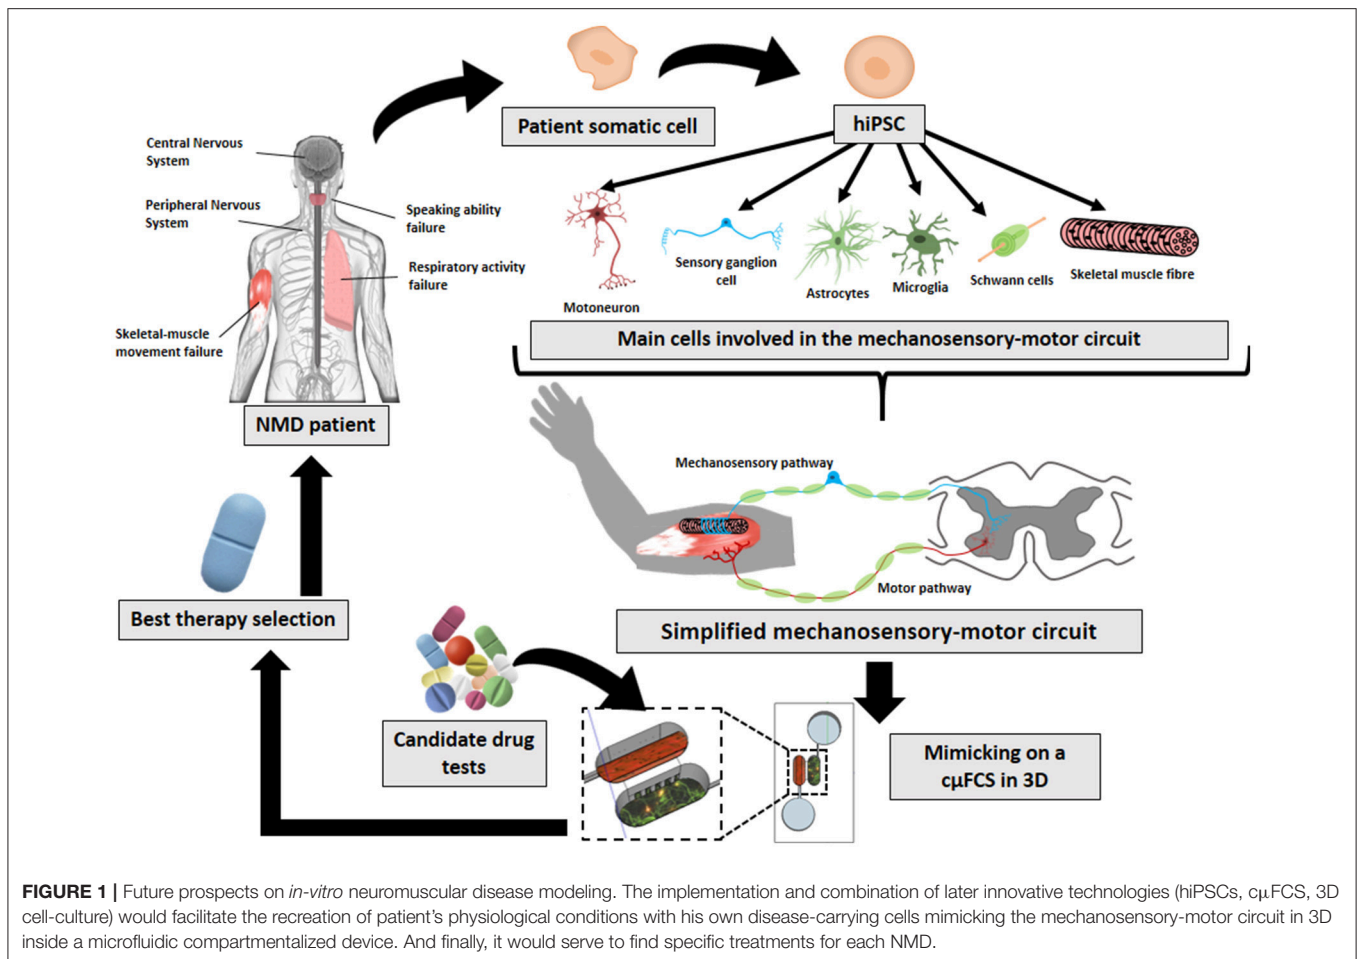 Patient somatic cell
hiPSC
Central Nervous
System
Peripheral Nervous
System
Speaking ability
failure
Respiratory activity
failure
Skeletal-muscle
movement failure
NMD patient
Motoneuron
Sensory ganglion
cell
Astrocytes
Microglia
Schwann cells
Skeletal muscle fibre
Main cells involved in the mechanosensory-motor circuit
Mechanosensory pathway
Motor pathway
Simplified mechanosensory-motor circuit
Best therapy selection
Candidate drug
tests
Mimicking on a
cµFCS in 3D
FIGURE 1 | Future prospects on in-vitro neuromuscular disease modeling. The implementation and combination of later innovative technologies (hiPSCs, cµFCS, 3D
cell-culture) would facilitate the recreation of patient's physiological conditions with his own disease-carrying cells mimicking the mechanosensory-motor circuit in 3D
inside a microfluidic compartmentalized device. And finally, it would serve to find specific treatments for each NMD.